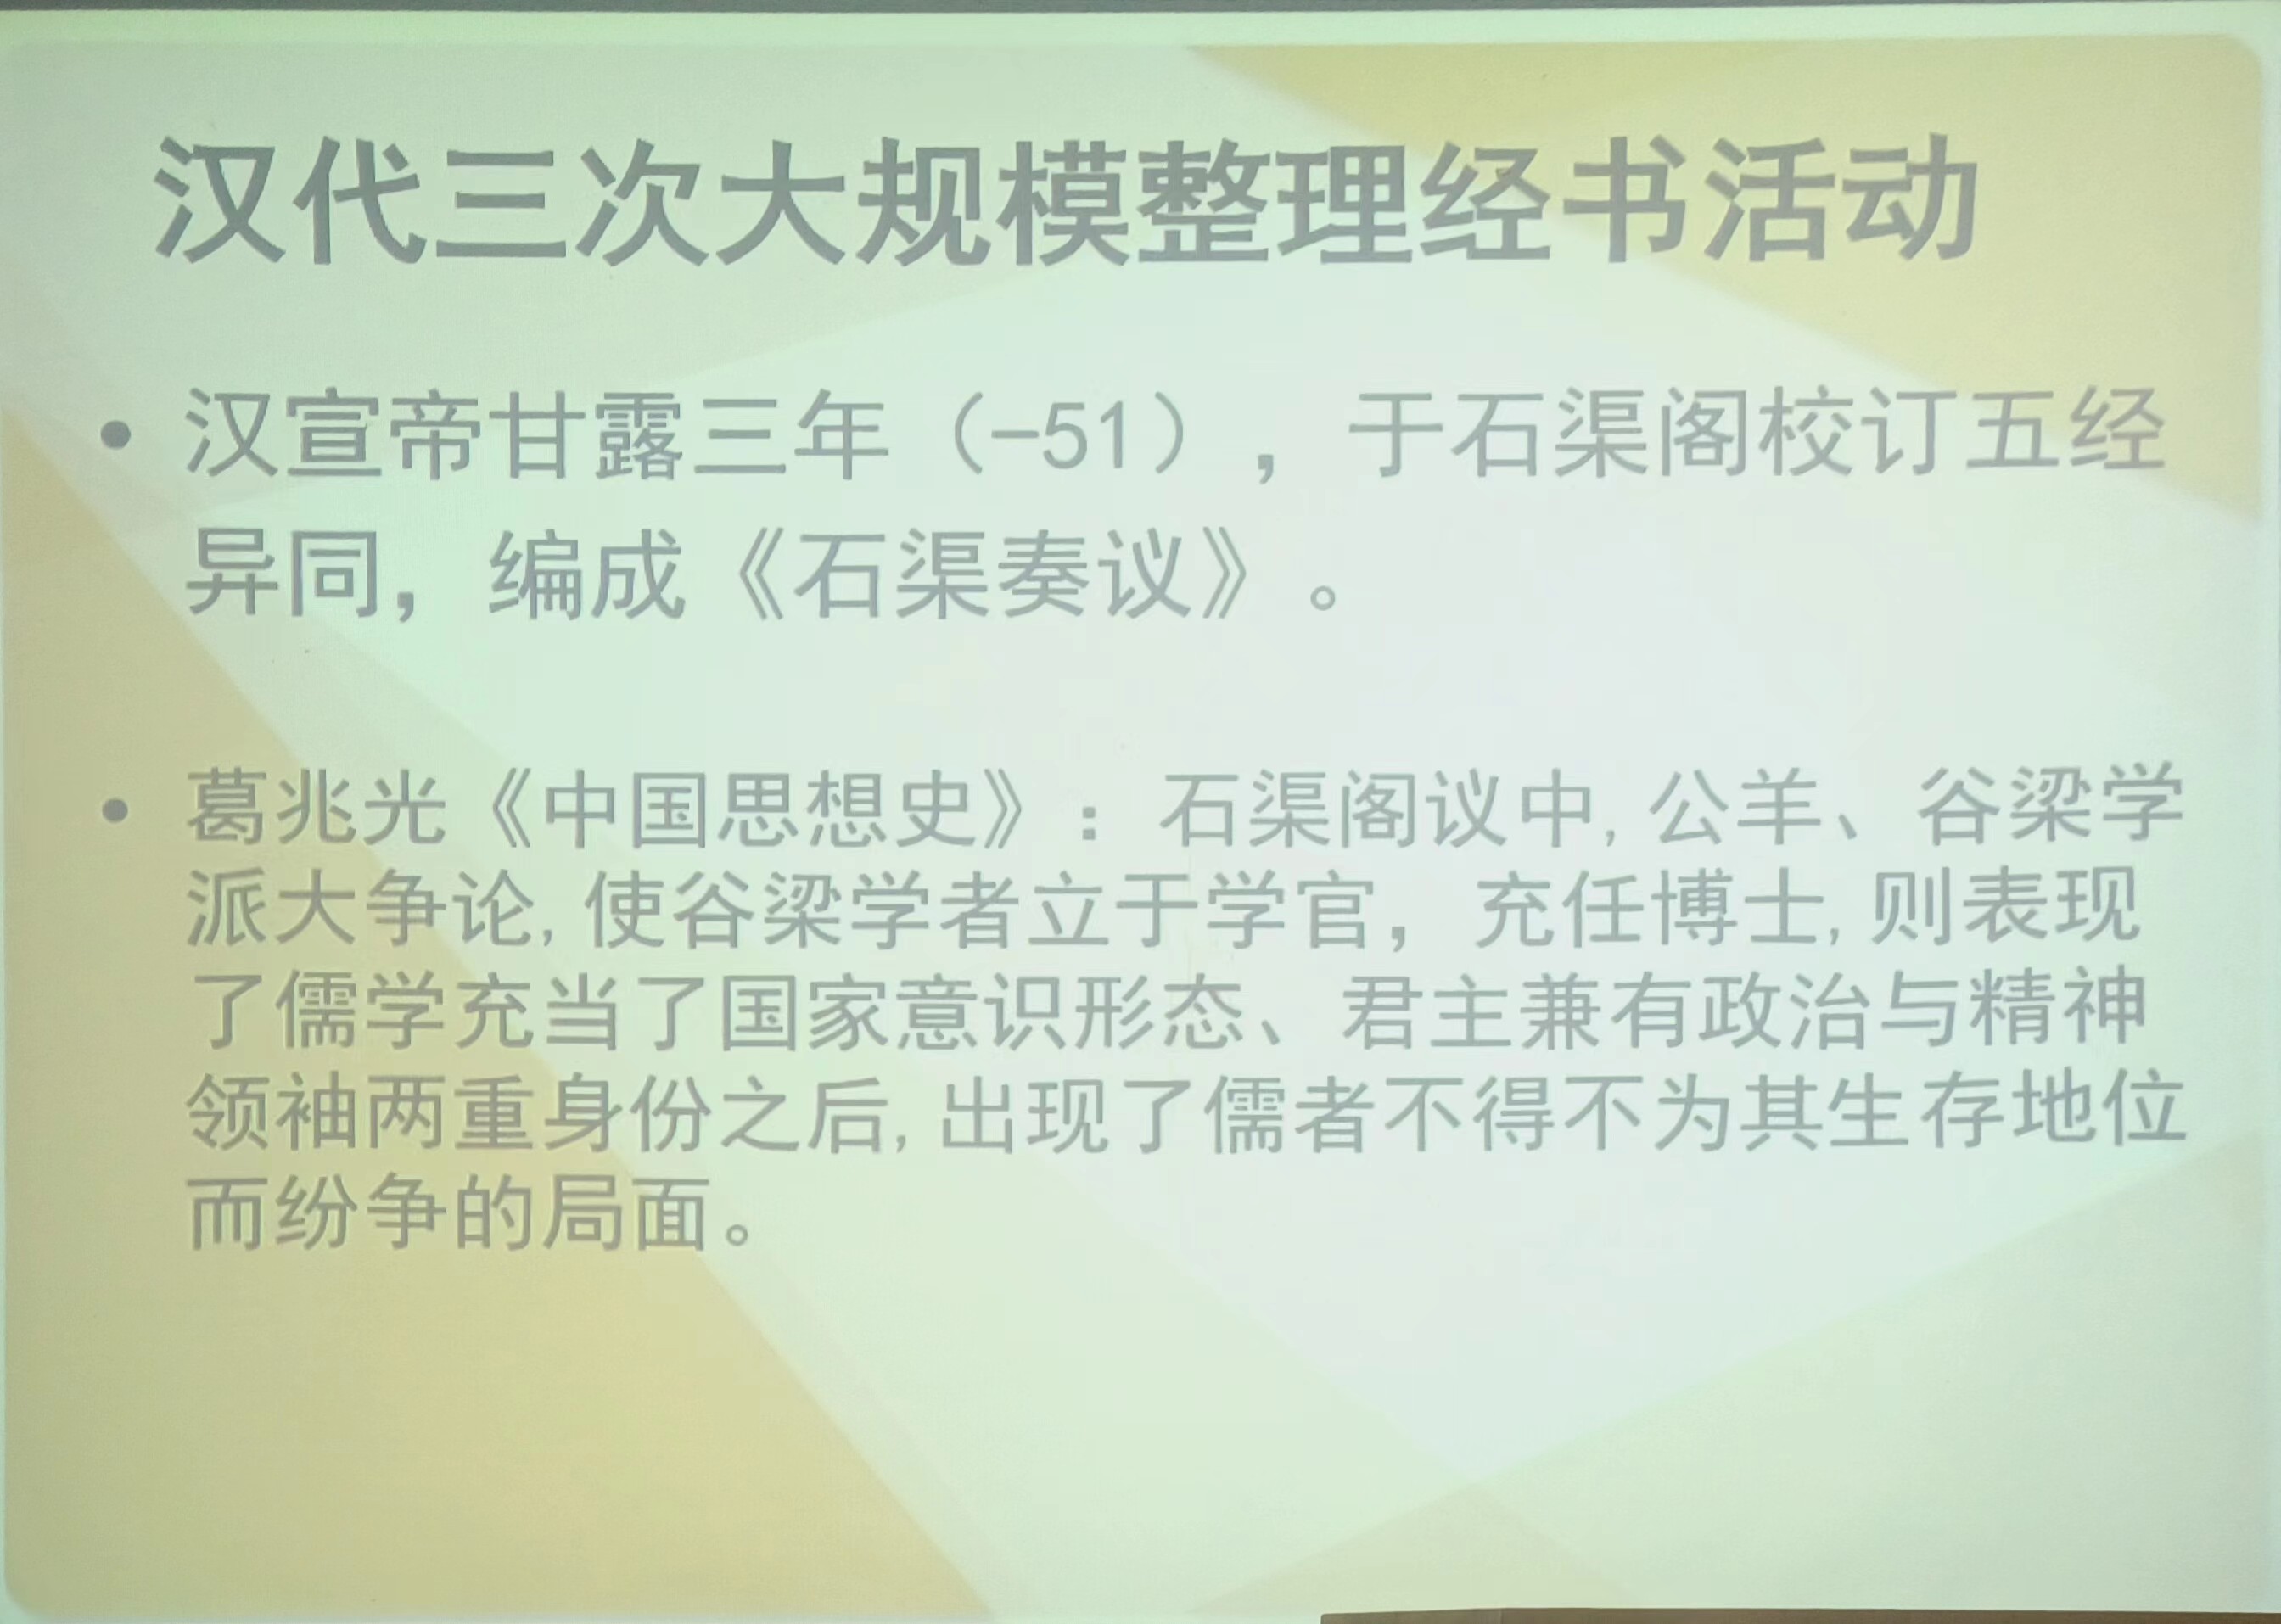 汉代三次大规模整理经书活动
• 汉宣帝甘露三年（-51），于石渠阁校订五经
异同，编成《石渠奏议》。
• 葛兆光《中国思想史》：石渠阁议中,公羊、谷梁学
派大争论,使谷梁学者立于学官，充任博士,则表现
了儒学充当了国家意识形态、君主兼有政治与精神
领袖两重身份之后,出现了儒者不得不为其生存地位
而纷争的局面。